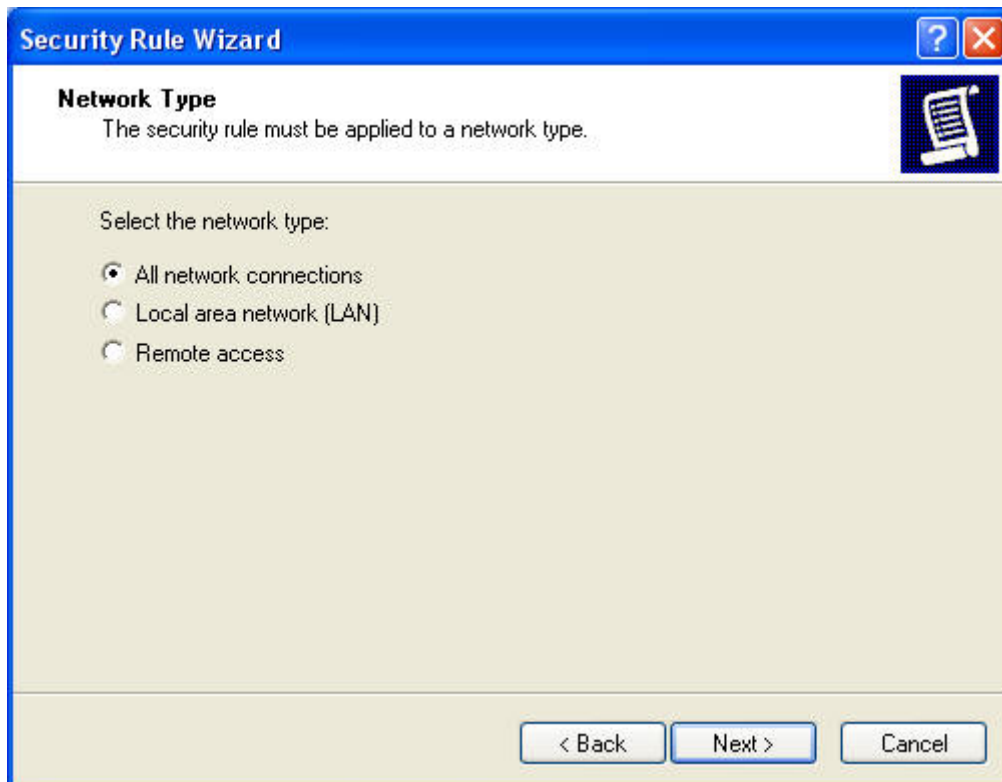 Security Rule Wizard
?
Network Type
The security rule must be applied to a network type.
Select the network type:
All network connections
Local area network (LAN)
Remote access
< Back
Next >
Cancel